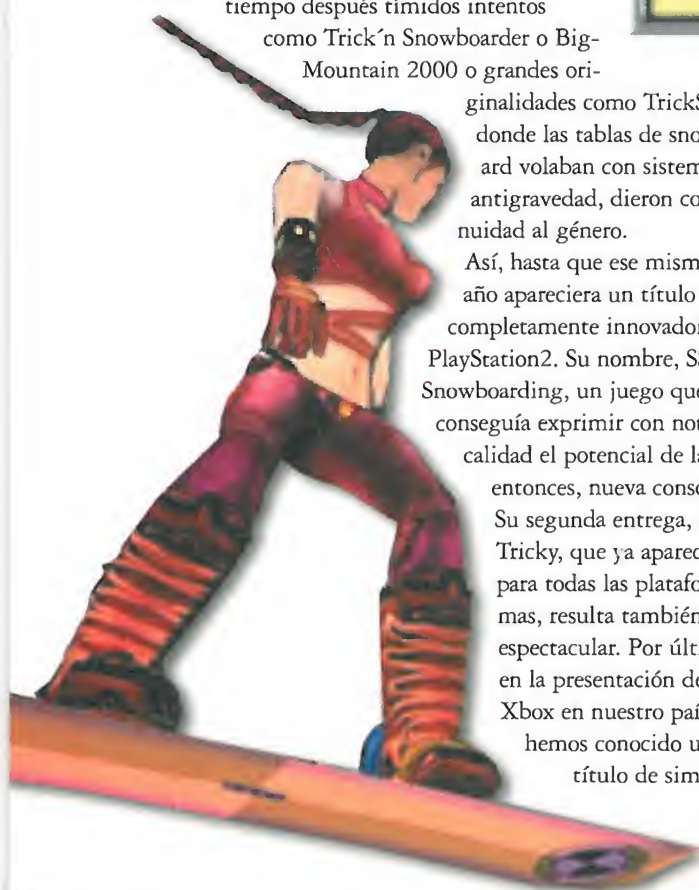 tiempo después tímidos intentos
como Trick´n Snowboarder o Big-
Mountain 2000 o grandes ori-
ginalidades como TrickS
donde las tablas de sno
ard volaban con sistem
antigravedad, dieron co
nuidad al género.
Así, hasta que ese mism
año apareciera un título
completamente innovador
PlayStation2. Su nombre, S
Snowboarding, un juego que
conseguía exprimir con not
calidad el potencial de la
entonces, nueva conso
Su segunda entrega,
Tricky, que ya aparec
para todas las platafo
mas, resulta también
espectacular. Por últ
en la presentación de
Xbox en nuestro paí
hemos conocido u
título de sim